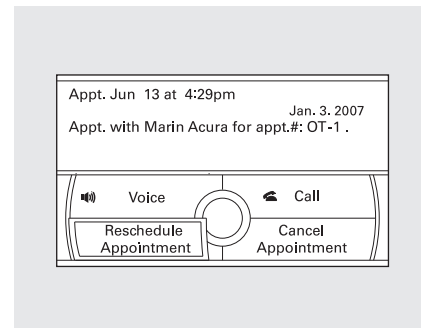 Appt. Jun 13 at 4:29pm
Jan. 3. 2007
Appt. with Marin Acura for appt.#: OT-1 .
Voice
Call
Reschedule
Appointment
Cancel
Appointment